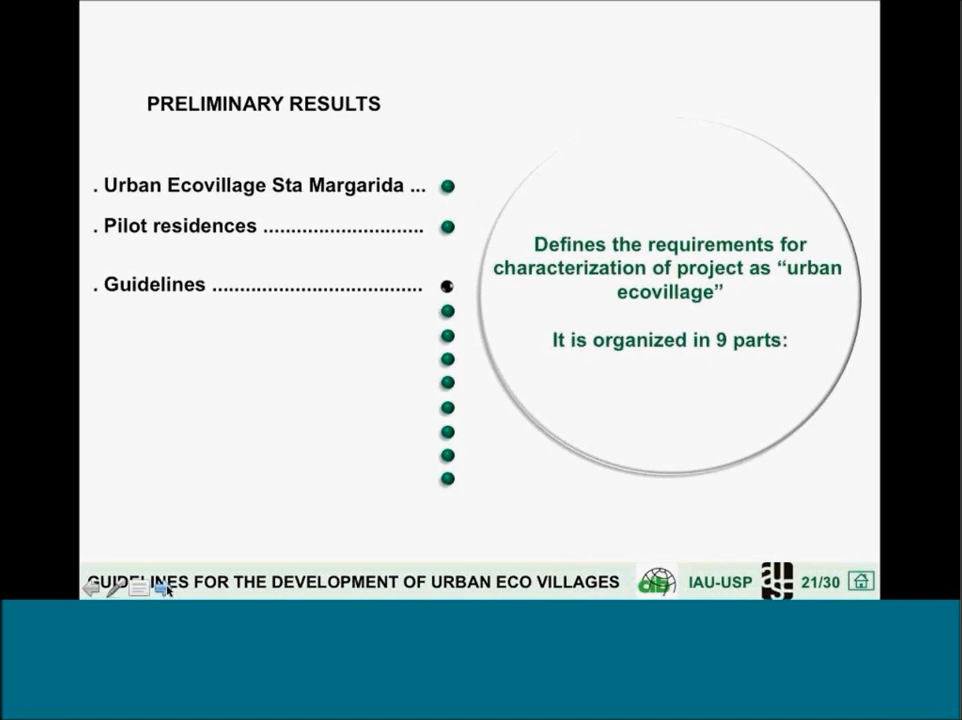 PRELIMINARY RESULTS
. Urban Ecovillage Sta Margarida ...
. Pilot residences .............................
. Guidelines ......................................
Defines the requirements for
characterization of project as “urban
ecovillage”
It is organized in 9 parts:
GUIDELINES FOR THE DEVELOPMENT OF URBAN ECO VILLAGES
IAU-USP
21/30